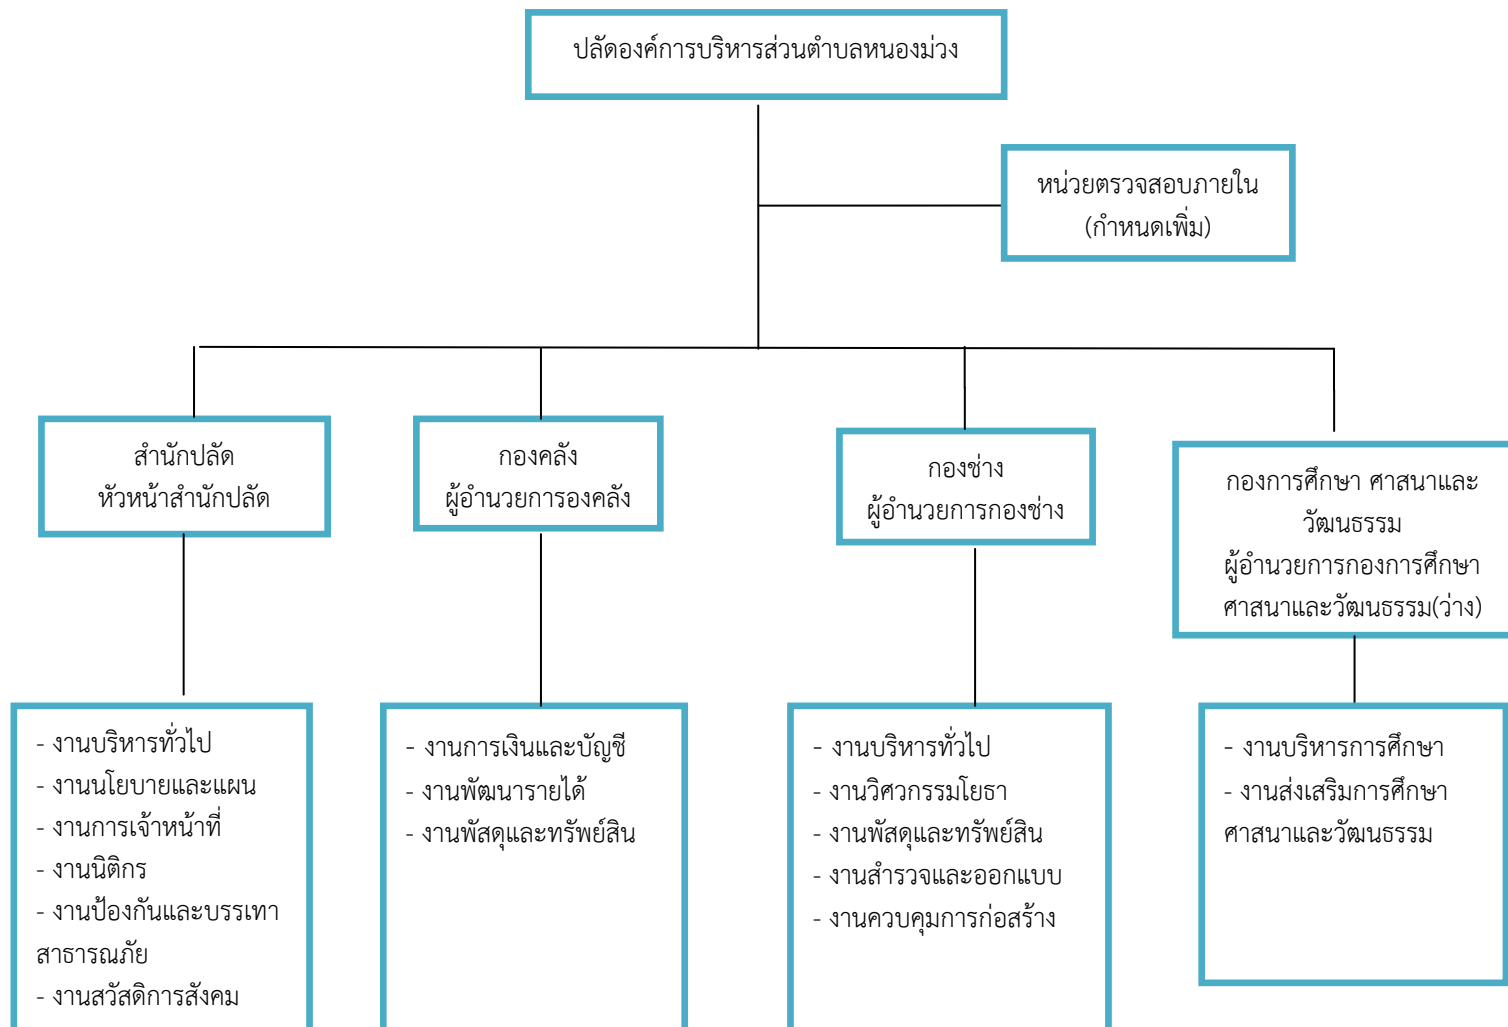 ปลัดองค์การบริหารส่วนตำบลหนองม่วง
หน่วยตรวจสอบภายใน
(กำหนดเพิ่ม)
สำนักปลัด
หัวหน้าสำนักปลัด
กองคลัง
ผู้อำนวยการองคลัง
กองช่าง
ผู้อำนวยการกองช่าง
กองการศึกษา ศาสนาและ
วัฒนธรรม
ผู้อำนวยการกองการศึกษา
ศาสนาและวัฒนธรรม(ว่าง)
- งานบริหารทั่วไป
- งานนโยบายและแผน
- งานการเจ้าหน้าที่
- งานนิติกร
- งานป้องกันและบรรเทา
สาธารณภัย
- งานสวัสดิการสังคม
- งานการเงินและบัญชี
- งานพัฒนารายได้
- งานพัสดุและทรัพย์สิน
- งานบริหารทั่วไป
- งานวิศวกรรมโยธา
- งานพัสดุและทรัพย์สิน
- งานสำรวจและออกแบบ
- งานควบคุมการก่อสร้าง
- งานบริหารการศึกษา
- งานส่งเสริมการศึกษา
ศาสนาและวัฒนธรรม